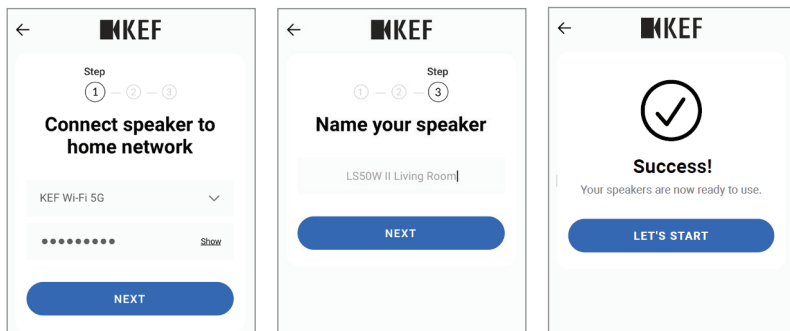 KEF
Step
1 2 3
Connect speaker to
home network
KEF Wi-Fi 5G
Show
NEXT
KEF
Step
1 2 3
Name your speaker
LS50W II Living Room
NEXT
KEF
Success!
Your speakers are now ready to use.
LET'S START